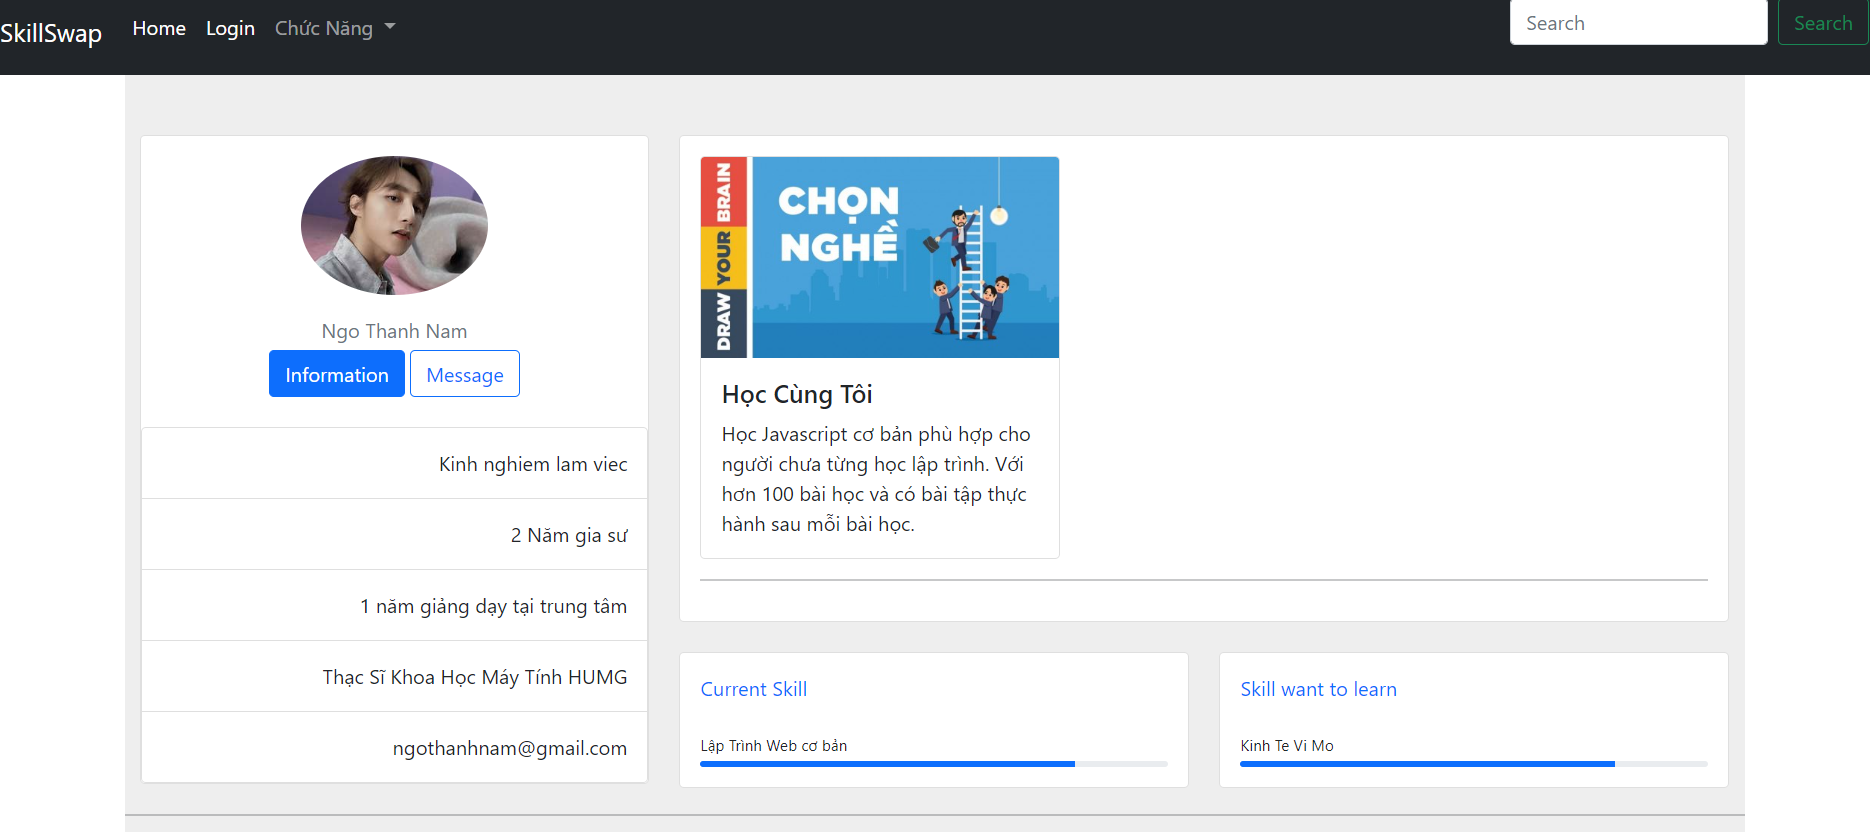 SkillSwap
Home
Login
Chức Năng
Search
Search
Ngo Thanh Nam
Information
Message
Kinh nghiem lam viec
2 Năm gia sư
1 năm giảng dạy tại trung tâm
Thạc Sĩ Khoa Học Máy Tính HUMG
ngothanhnam@gmail.com
DRAW YOUR BRAIN
CHỌN
NGHỀ
Học Cùng Tôi
Học Javascript cơ bản phù hợp cho
người chưa từng học lập trình. Với
hơn 100 bài học và có bài tập thực
hành sau mỗi bài học.
Current Skill
Lập Trình Web cơ bản
Skill want to learn
Kinh Te Vi Mo